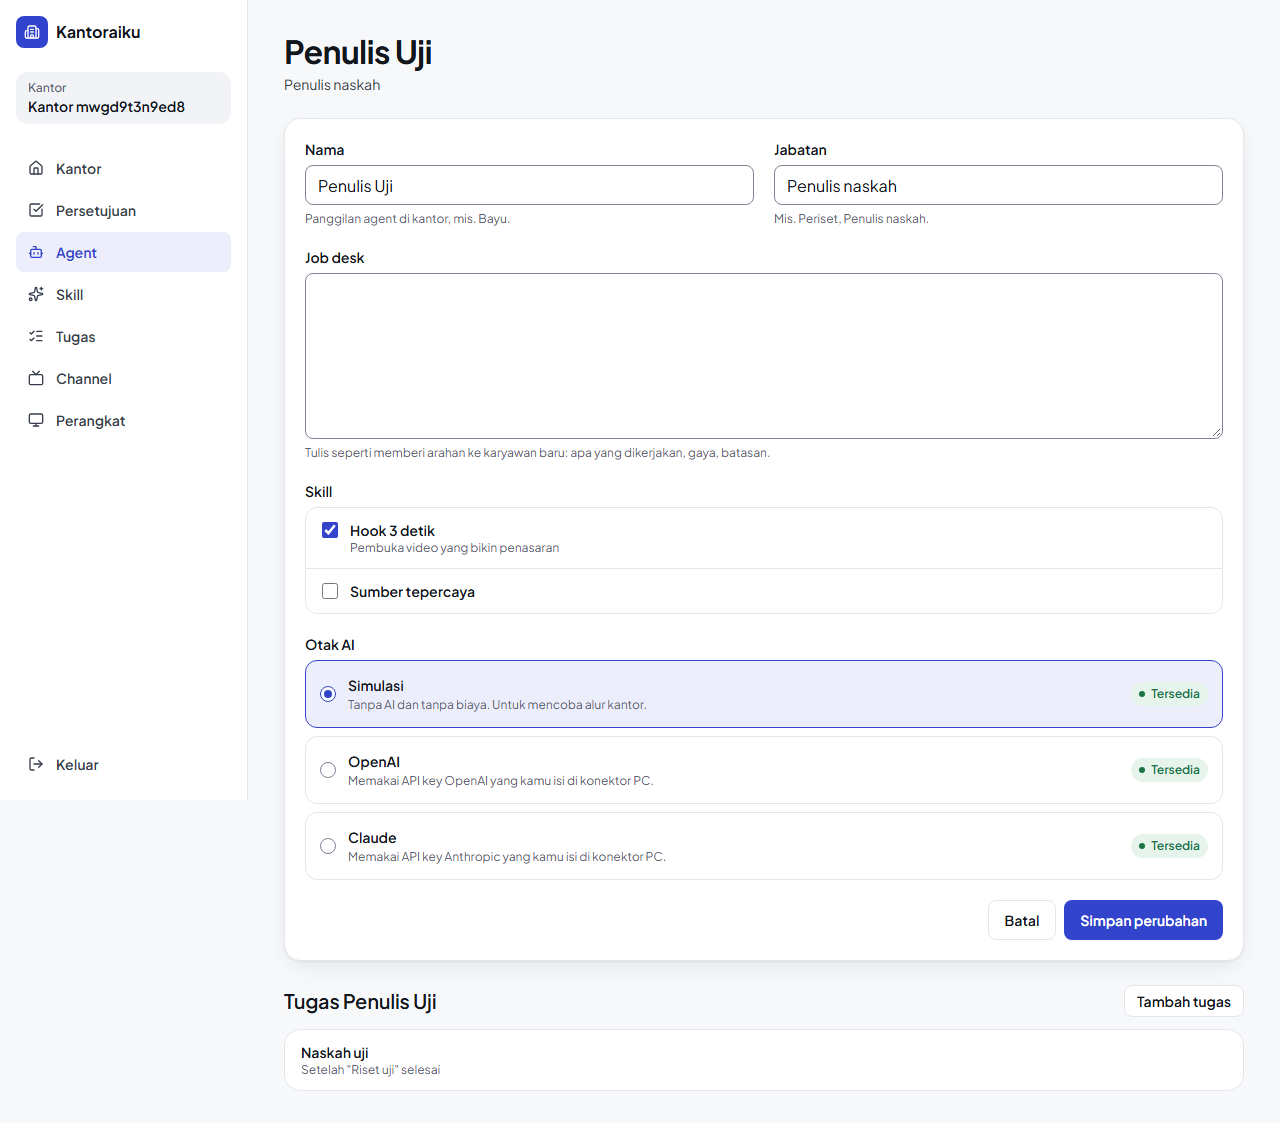 Kantoraiku
Kantor
Kantor mwgd9t3n9ed8
Kantor
Persetujuan
Agent
Skill
Tugas
Channel
Perangkat
Keluar
Penulis Uji
Penulis naskah
Nama
Penulis Uji
Panggilan agent di kantor, mis. Bayu.
Jabatan
Penulis naskah
Mis. Periset, Penulis naskah.
Job desk
Tulis seperti memberi arahan ke karyawan baru: apa yang dikerjakan, gaya, batasan.
Skill
Hook 3 detik
Pembuka video yang bikin penasaran
Sumber tepercaya
Otak AI
Simulasi
Tanpa AI dan tanpa biaya. Untuk mencoba alur kantor.
Tersedia
OpenAI
Memakai API key OpenAI yang kamu isi di konektor PC.
Tersedia
Claude
Memakai API key Anthropic yang kamu isi di konektor PC.
Tersedia
Batal
Simpan perubahan
Tugas Penulis Uji
Tambah tugas
Naskah uji
Setelah "Riset uji" selesai